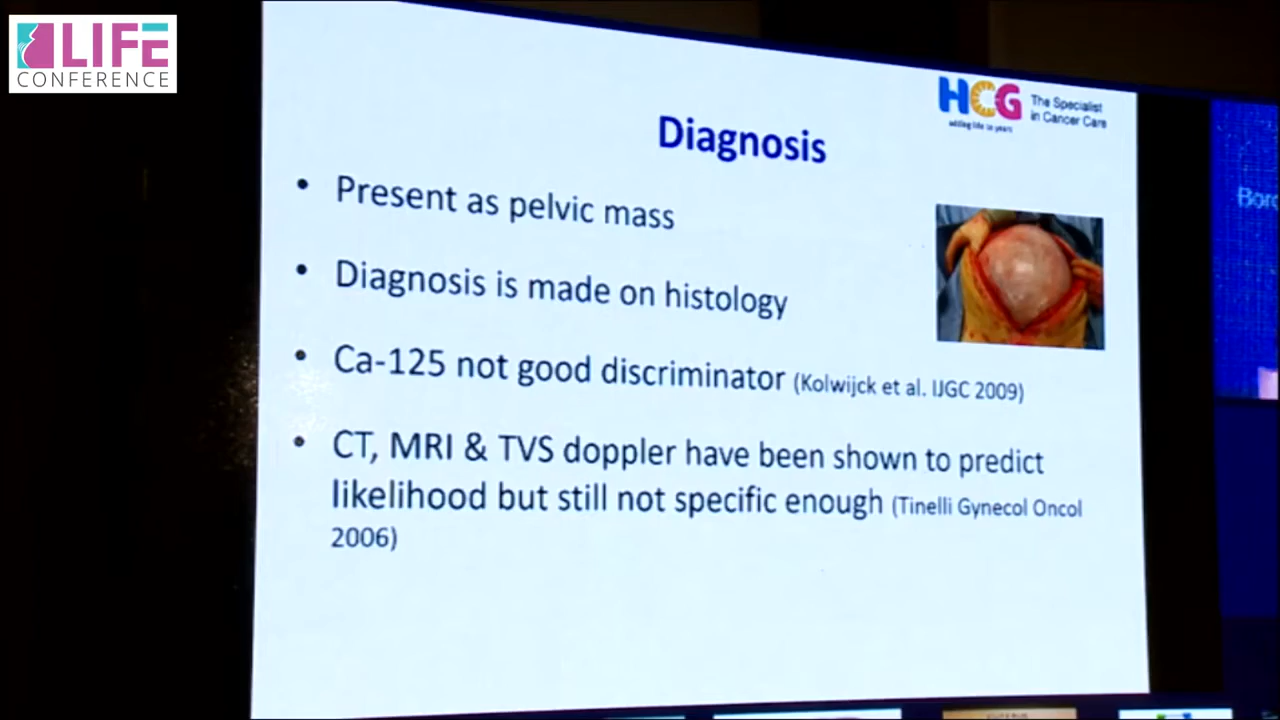 LIFE
CONFERENCE
HCG
The Specialist
in Cancer Care
adding life to years
Diagnosis
• Present as pelvic mass
• Diagnosis is made on histology
• Ca-125 not good discriminator (Kolwijck et al. IJGC 2009)
• CT, MRI & TVS doppler have been shown to predict
likelihood but still not specific enough (Tinelli Gynecol Oncol
2006)